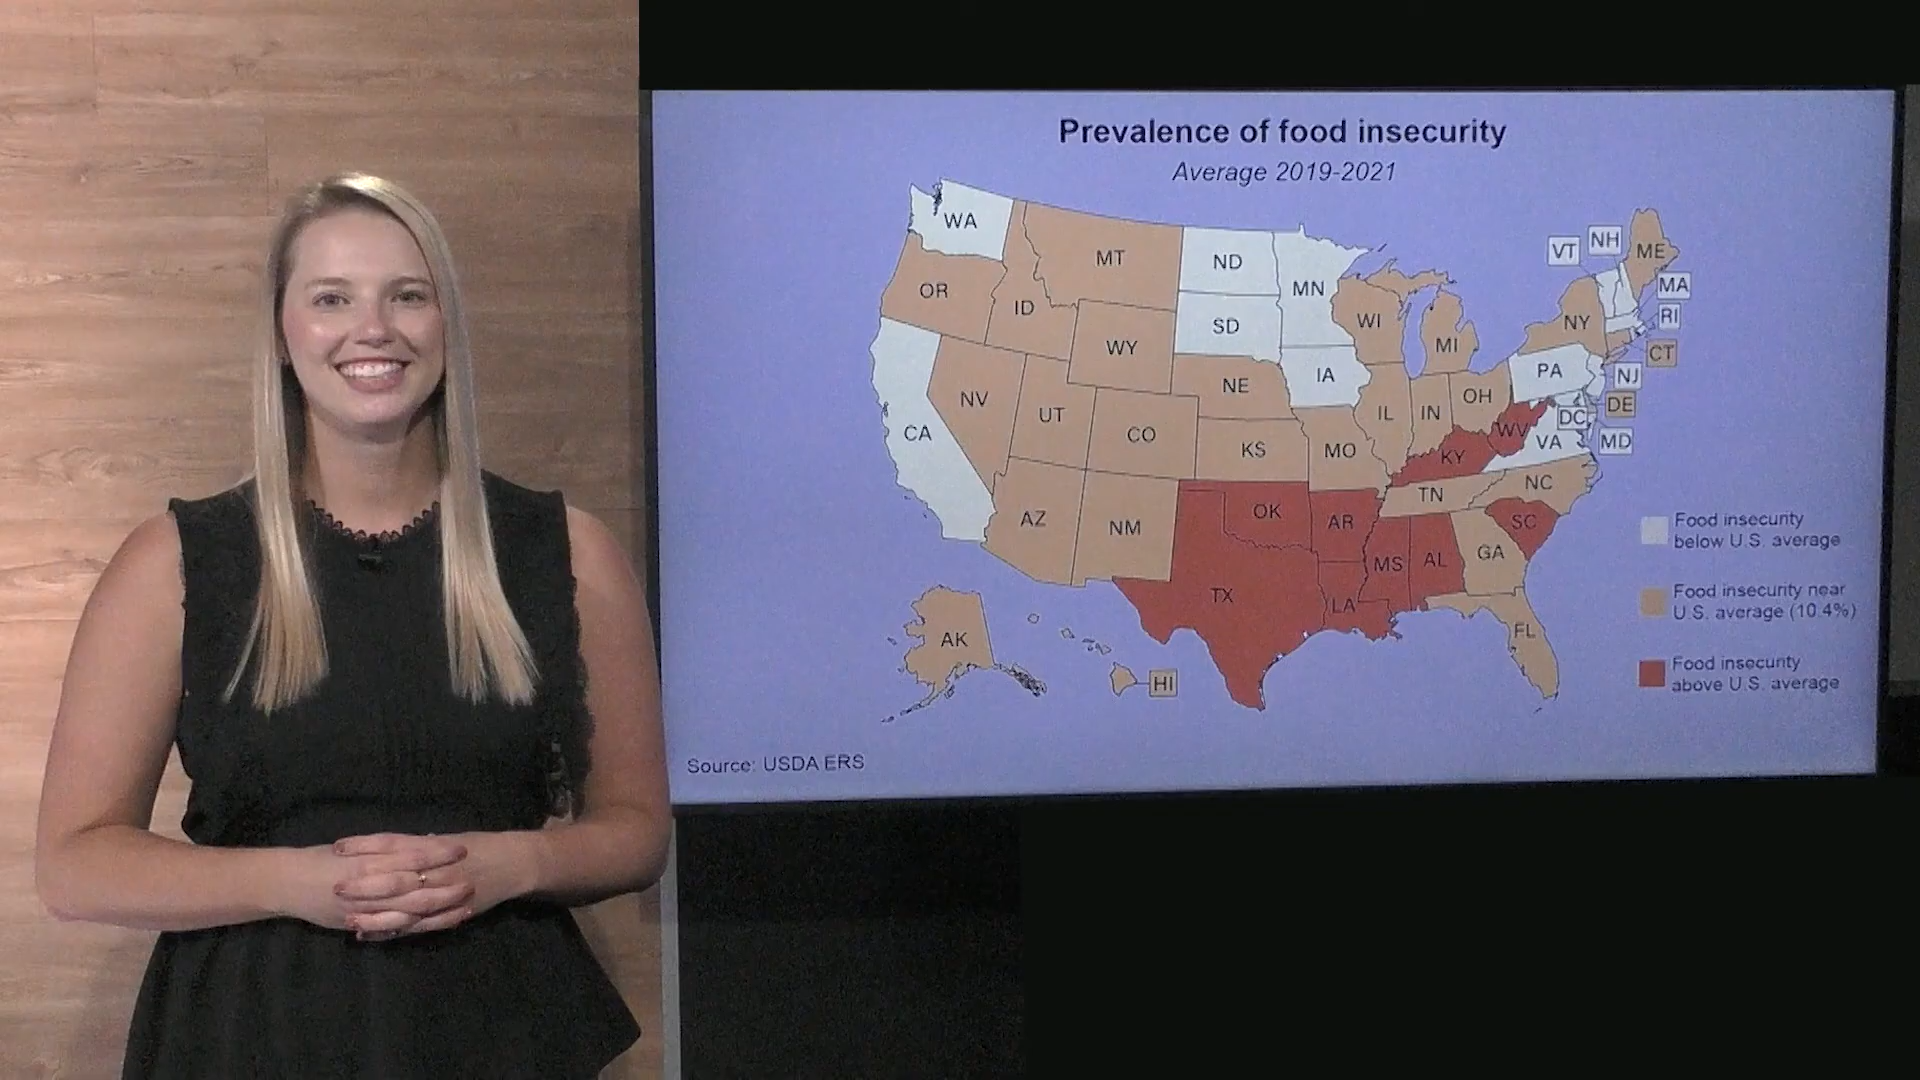 Prevalence of food insecurity
Average 2019-2021
WA
MT
ND
MN
VT
NH
ME
OR
ID
SD
WI
MI
NY
MA
RI
WY
NE
IA
PA
CT
NJ
NV
UT
CO
KS
MO
IL
IN
OH
WV
DC
DE
CA
KY
VA
MD
AZ
NM
OK
AR
TN
NC
SC
TX
LA
MS
AL
GA
FL
AK
HI
Food insecurity
below U.S. average
Food insecurity near
U.S. average (10.4%)
Food insecurity
above U.S. average
Source: USDA ERS